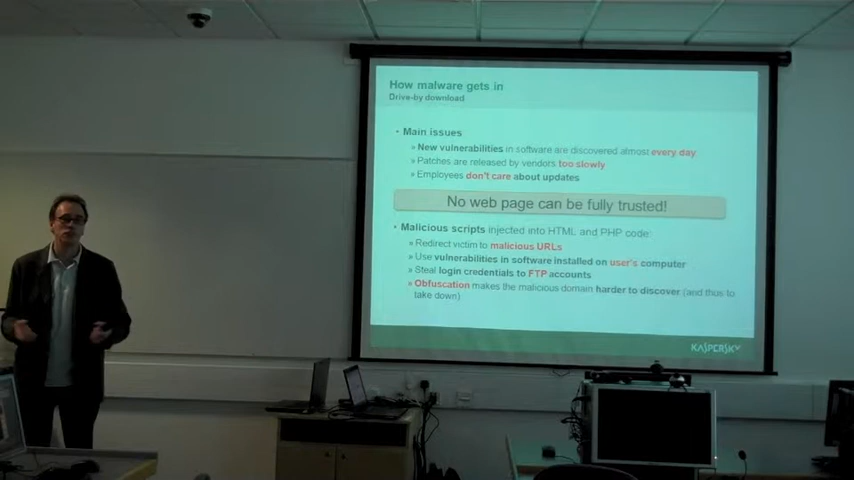 How malware gets in
Drive-by download
• Main issues
» New vulnerabilities in software are discovered almost every day
» Patches are released by vendors too slowly
» Employees don't care about updates
No web page can be fully trusted!
• Malicious scripts injected into HTML and PHP code:
» Redirect victim to malicious URLs
» Use vulnerabilities in software installed on user's computer
» Steal login credentials to FTP accounts
» Obfuscation makes the malicious domain harder to discover (and thus to
take down)
KASPERSKY